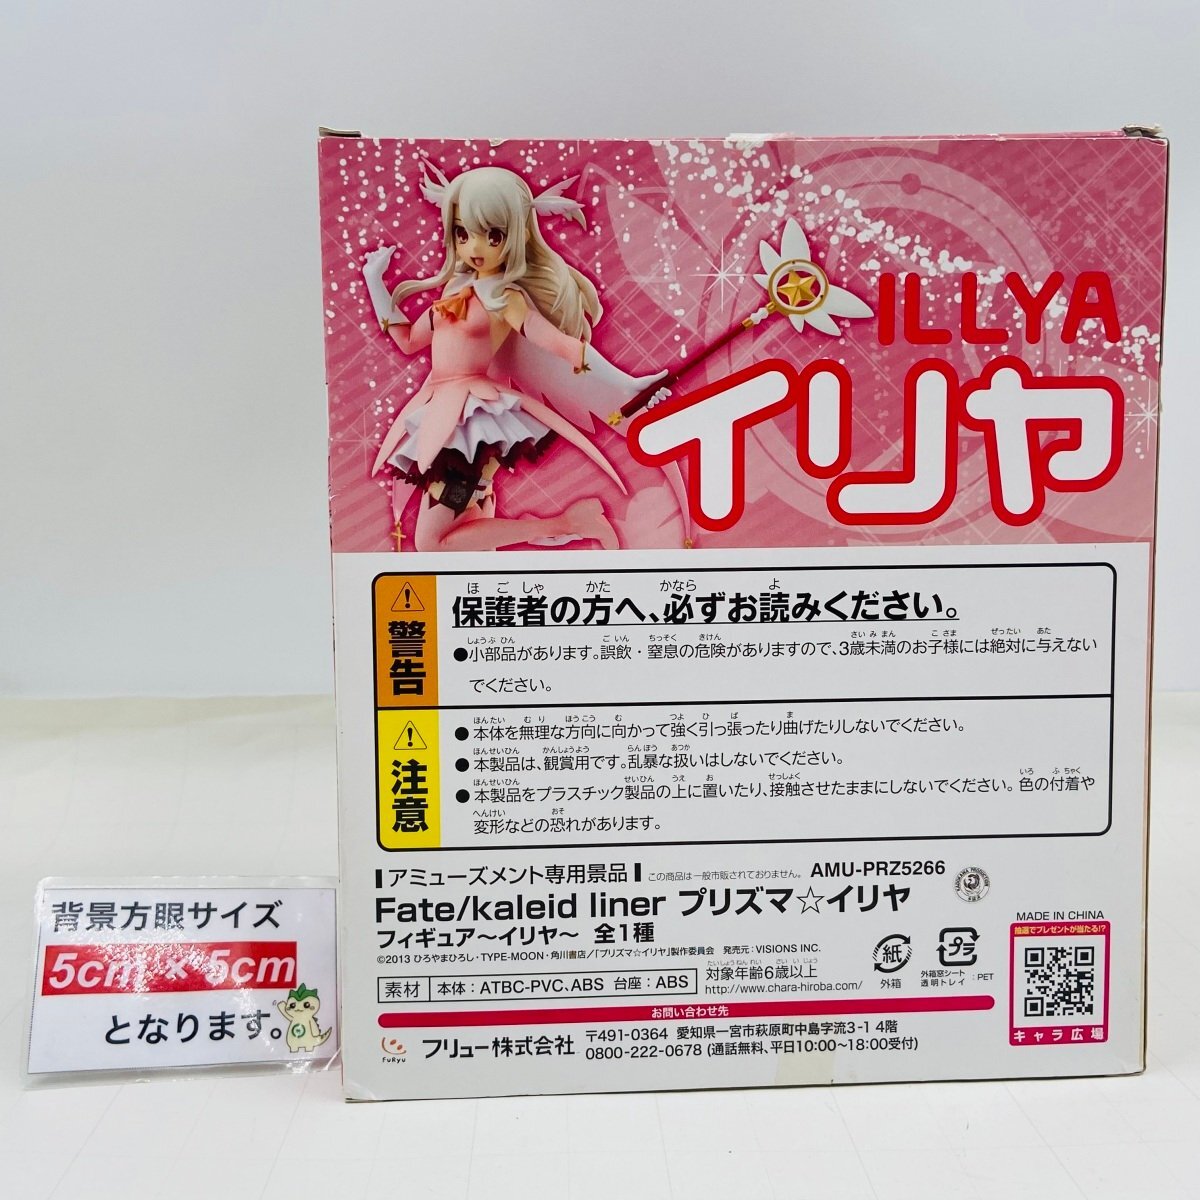 ILLYA
イリヤ
警告
保護者の方へ、必ずお読みください。
●小部品があります。誤飲・窒息の危険がありますので、3歳未満のお子様には絶対に与えない
でください。
注意
●本体を無理な方向に向かって強く引っ張ったり曲げたりしないでください。
●本製品は、観賞用です。乱暴な扱いはしないでください。
●本製品をプラスチック製品の上に置いたり、接触させたままにしないでください。色の付着や
変形などの恐れがあります。
アミューズメント専用景品 この商品は一般市販されておりません。 AMU-PRZ5266
Fate/kaleid liner プリズマ☆イリヤ
フィギュア〜イリヤ〜 全1種
©2013 ひろやまひろし・TYPE-MOON・角川書店/「プリズマ☆イリヤ」製作委員会 発売元:VISIONS INC.
素材 本体:ATBC-PVC、ABS 台座:ABS
対象年齢6歳以上
http://www.chara-hiroba.com/
紙
外箱
プラ
外箱窓シート
透明トレイ :PET
MADE IN CHINA
抽選でプレゼントが当たる!?
キャラ広場
お問い合わせ先
FuRyu
フリュー株式会社
〒491-0364 愛知県一宮市萩原町中島字流3-1 4階
0800-222-0678 (通話無料、平日10:00〜18:00受付)
背景方眼サイズ
5cm × 5cm
となります。